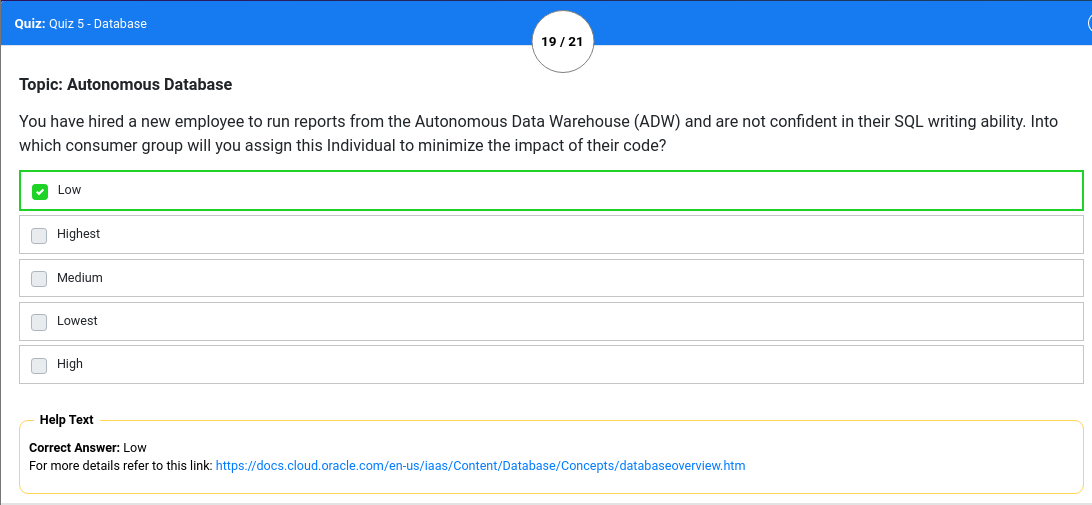 Quiz: Quiz 5 - Database
19 / 21
Topic: Autonomous Database
You have hired a new employee to run reports from the Autonomous Data Warehouse (ADW) and are not confident in their SQL writing ability. Into
which consumer group will you assign this Individual to minimize the impact of their code?
Low
Highest
Medium
Lowest
High
Help Text
Correct Answer: Low
For more details refer to this link: https://docs.cloud.oracle.com/en-us/iaas/Content/Database/Concepts/databaseoverview.htm